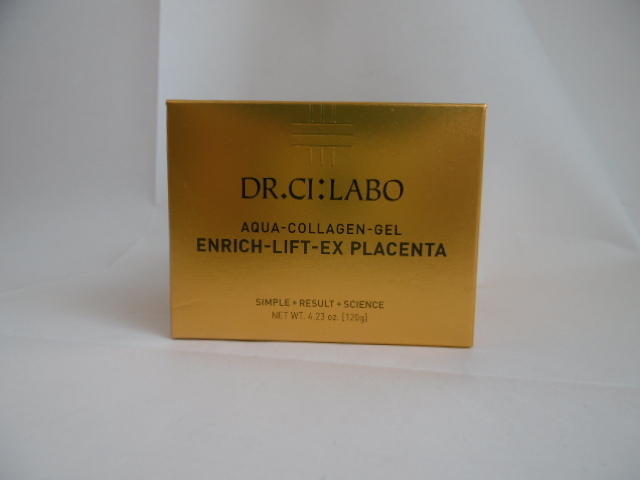 DR.CI:LABO
AQUA-COLLAGEN-GEL
ENRICH-LIFT-EX PLACENTA
SIMPLE + RESULT + SCIENCE
NET WT. 4.23 oz. [120g]